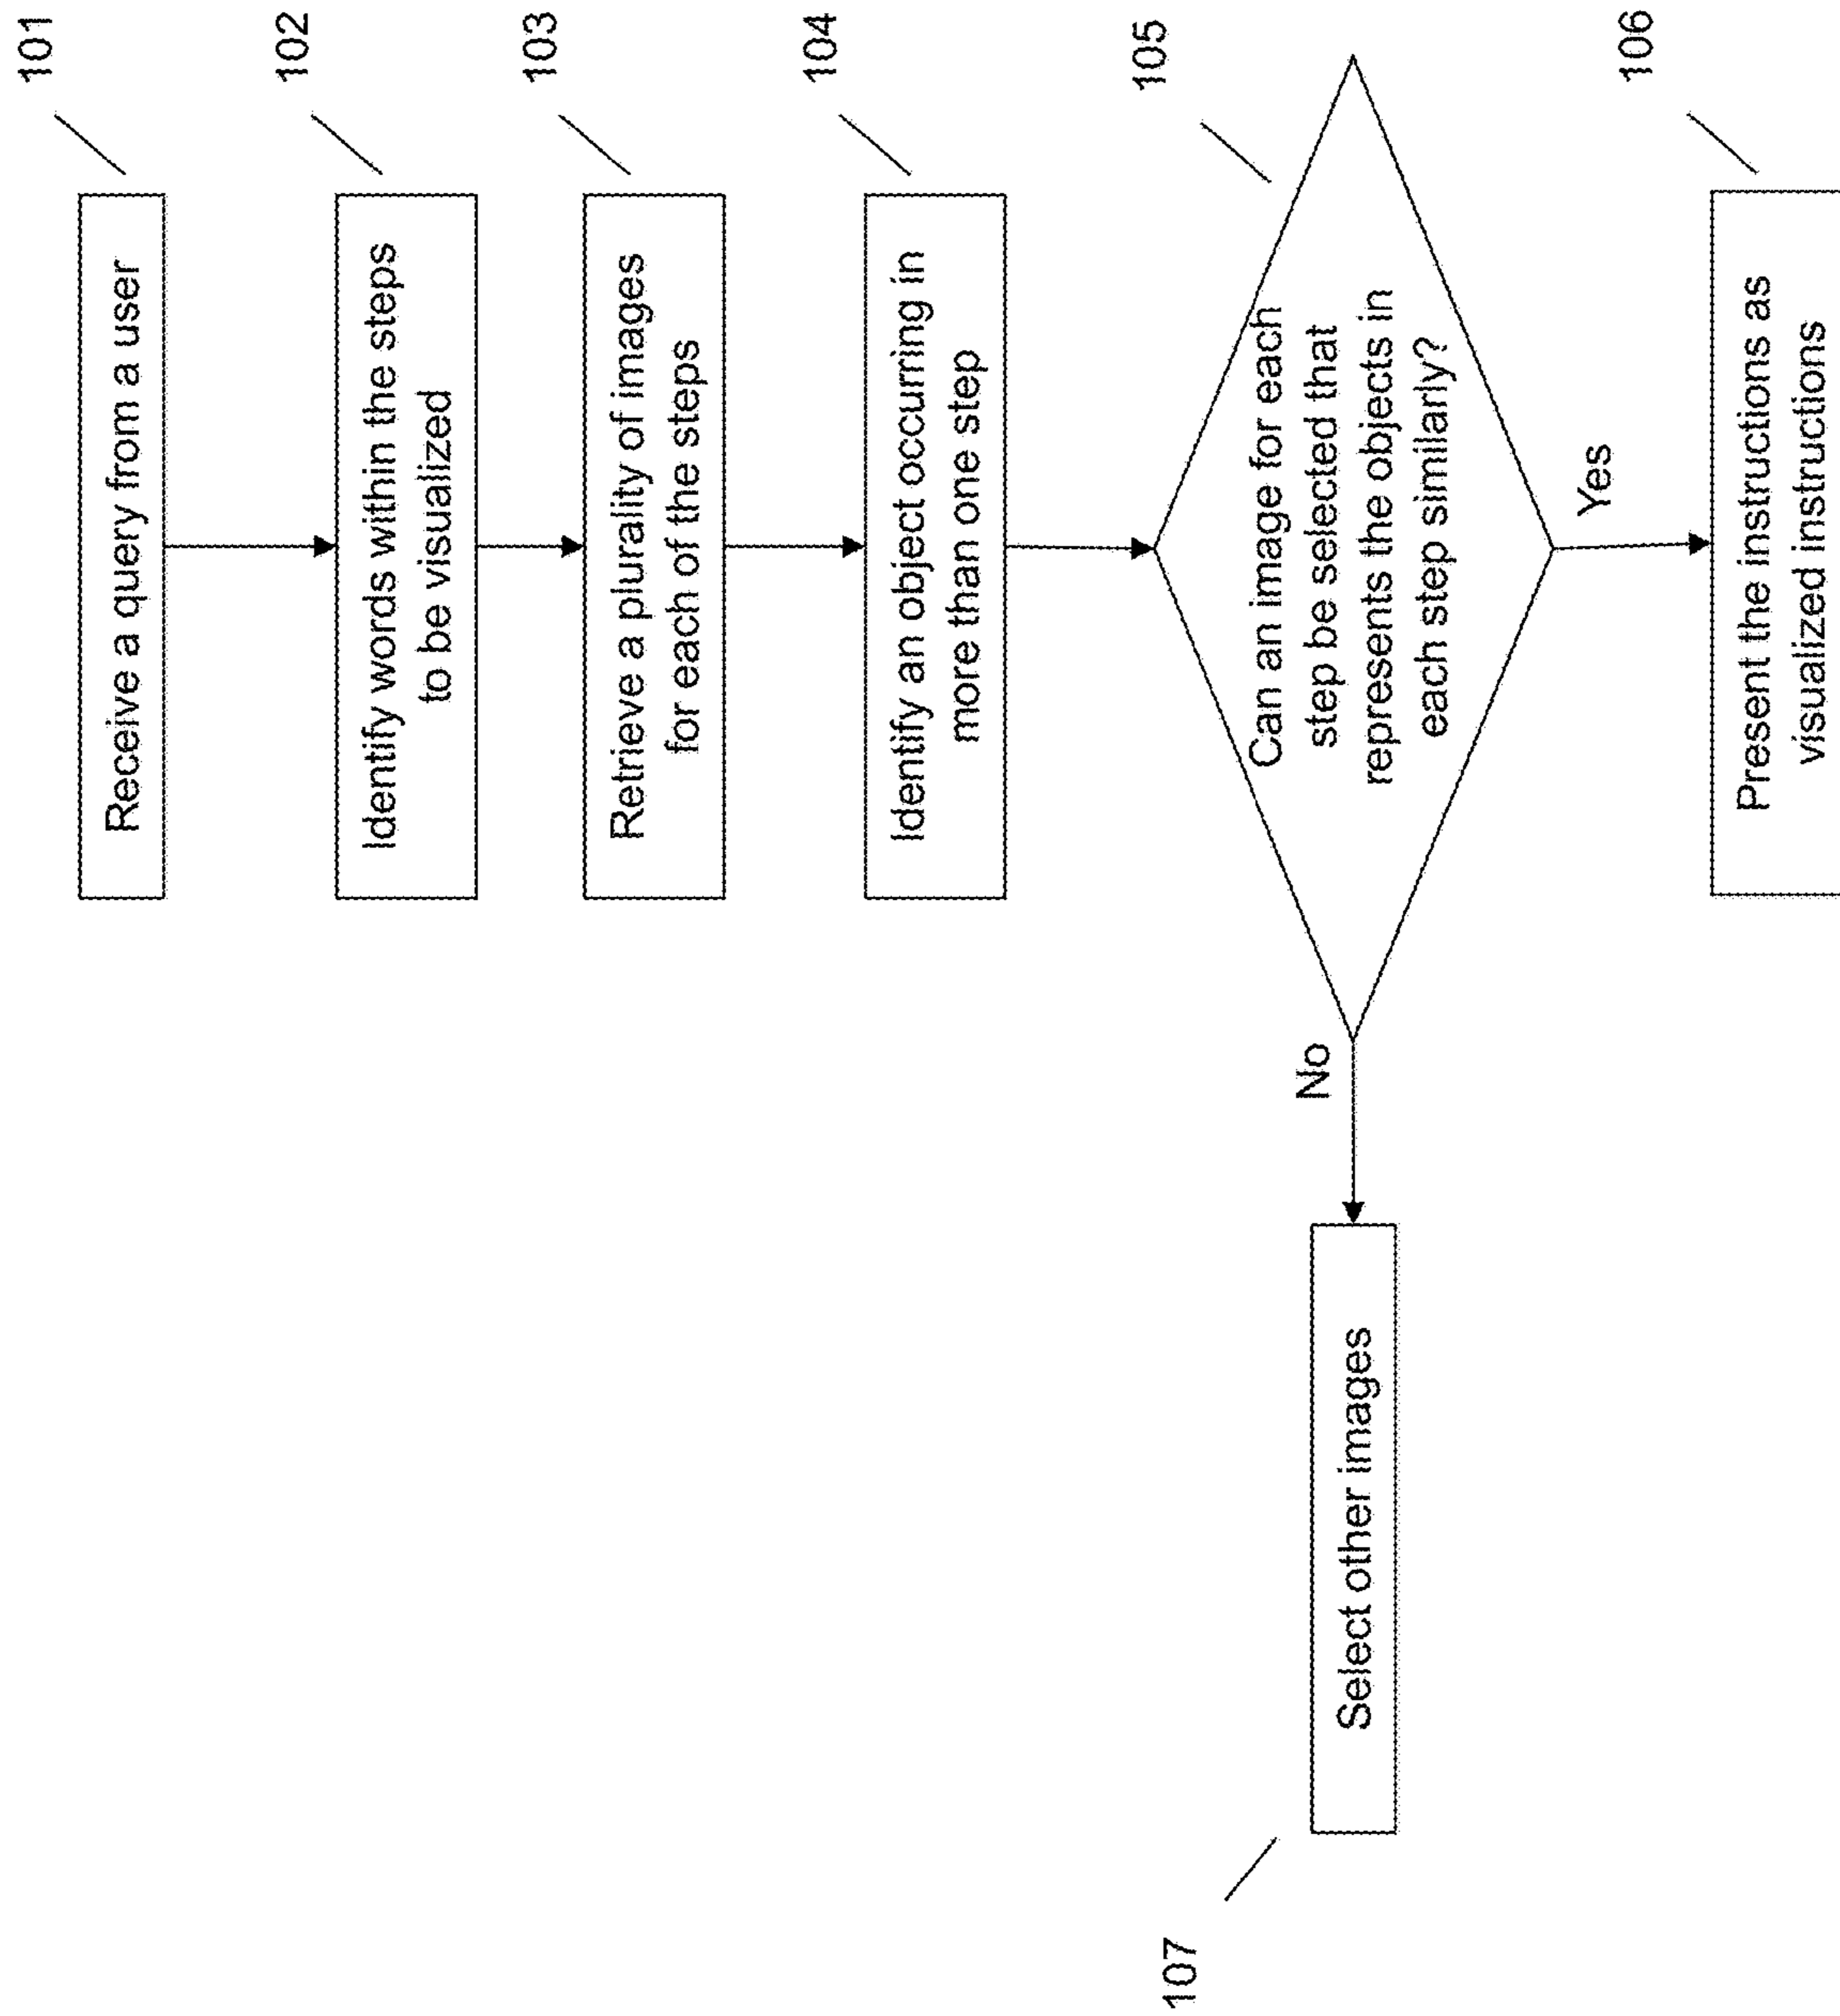 101
Receive a query from a user
102
Identify words within the steps
to be visualized
103
Retrieve a plurality of images
for each of the steps
104
Identify an object occurring in
more than one step
105
Can an image for each
step be selected that
represents the objects in
each step similarly?
No
Yes
107
Select other images
106
Present the instructions as
visualized instructions